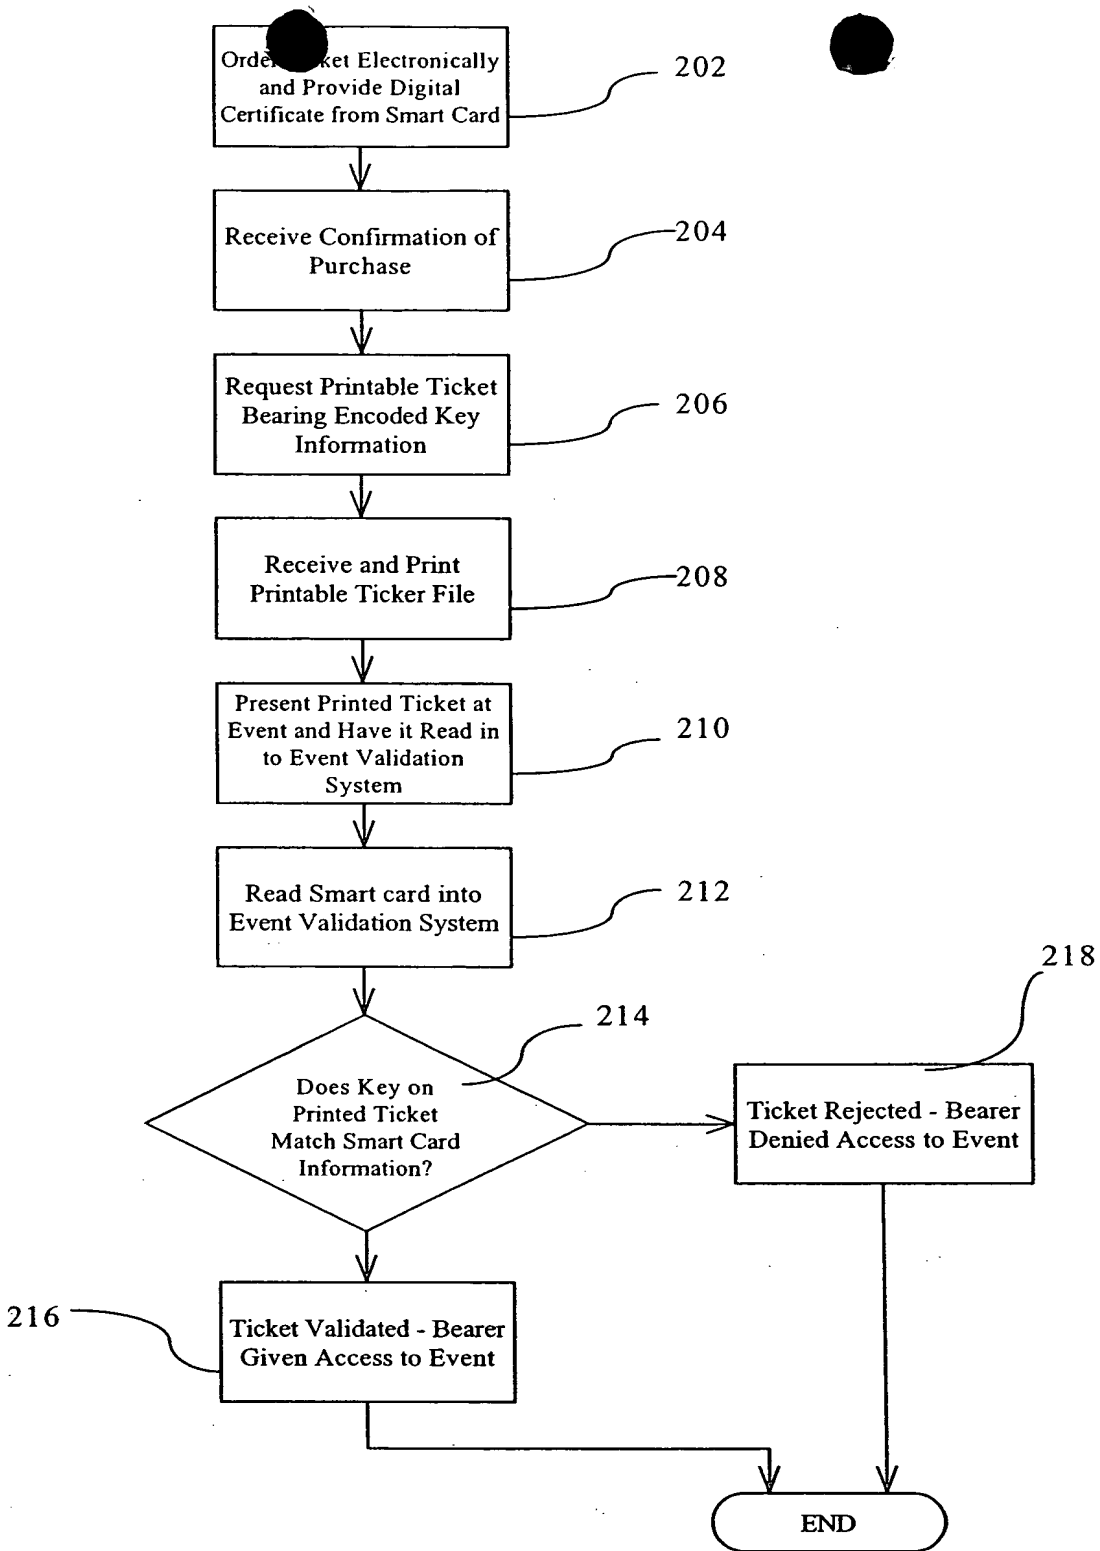 Electronically
and Provide Digital
Certificate from Smart Card
202
Receive Confirmation of
Purchase
204
Request Printable Ticket
Bearing Encoded Key
Information
206
Receive and Print
Printable Ticker File
208
Present Printed Ticket at
Event and Have it Read in
to Event Validation
System
210
Read Smart card into
Event Validation System
212
214
Does Key on
Printed Ticket
Match Smart Card
Information?
218
Ticket Rejected - Bearer
Denied Access to Event
216
Ticket Validated - Bearer
Given Access to Event
END